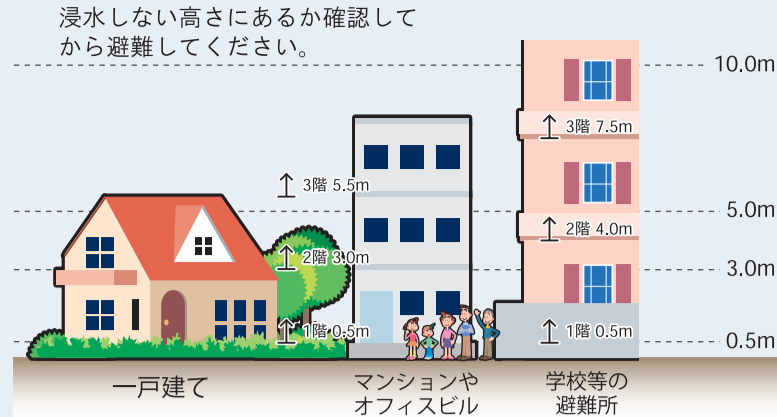 浸水しない高さにあるか確認して
から避難してください。
10.0m
3階 7.5m
3階 5.5m
5.0m
2階 4.0m
2階 3.0m
3.0m
1階 0.5m
1階 0.5m
0.5m
一戸建て
マンションや
オフィスビル
学校等の
避難所